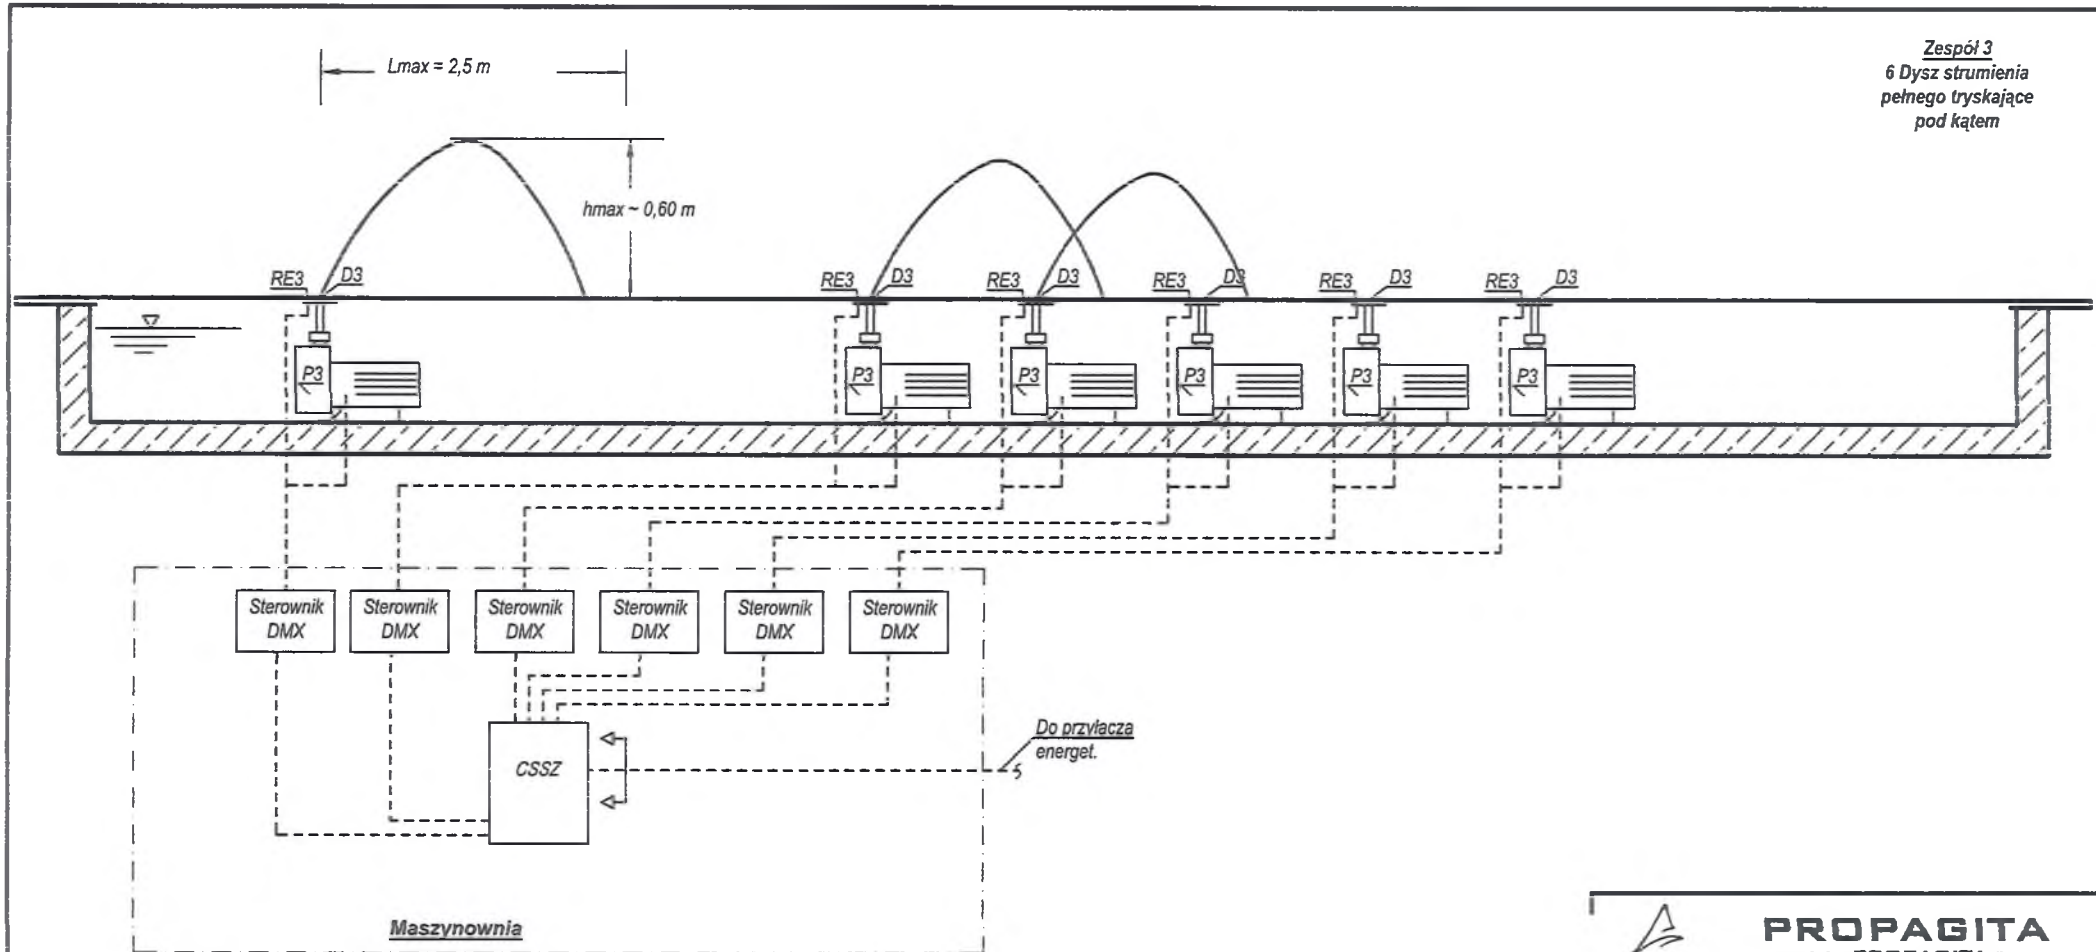 Zespół 3
6 Dysz strumienia
pełnego tryskające
pod kątem
Lmax = 2,5 m
hmax ~ 0,60 m
RE3 D3 RE3 D3 RE3 D3 RE3 D3 RE3 D3 RE3 D3
P3 P3 P3 P3 P3 P3
Sterownik Sterownik Sterownik Sterownik Sterownik Sterownik
DMX DMX DMX DMX DMX DMX
Do przyłacza
energet.
CSSZ
Maszynownia
PROPAGITA